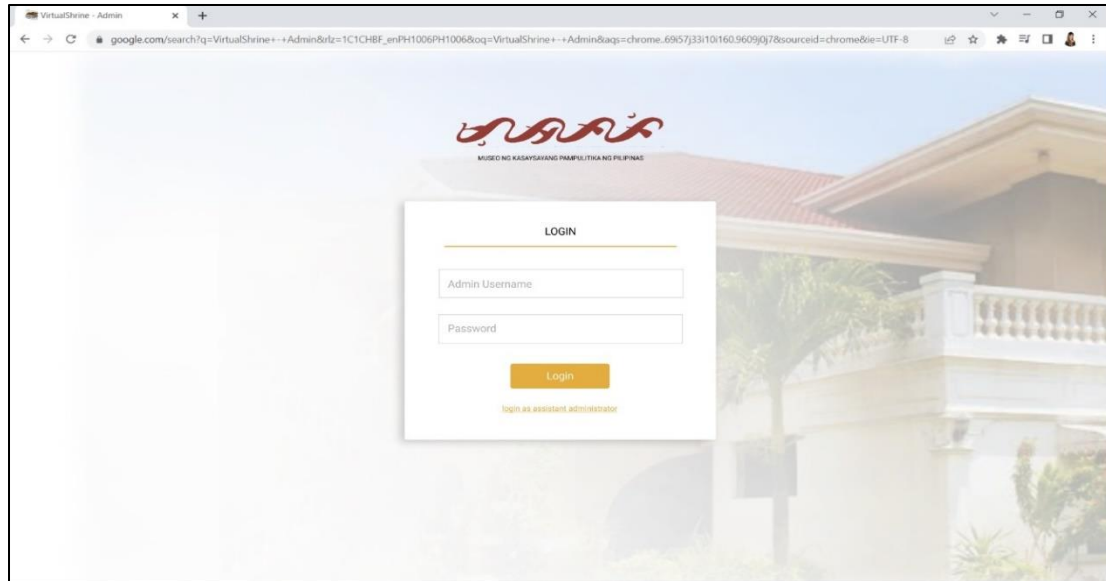 VirtualShrine - Admin
google.com/search?q=VirtualShrine+-+Admin&rlz=1C1CHBF_enPH1006PH1006&oq=VirtualShrine+-+Admin&aqs=chrome..69i57j33i10i160.9609j0j7&sourceid=chrome&ie=UTF-8
MUSEO NG KASAYSAYANG PAMPULITIKA NG PILIPINAS
LOGIN
Admin Username
Password
Login
login as assistant administrator